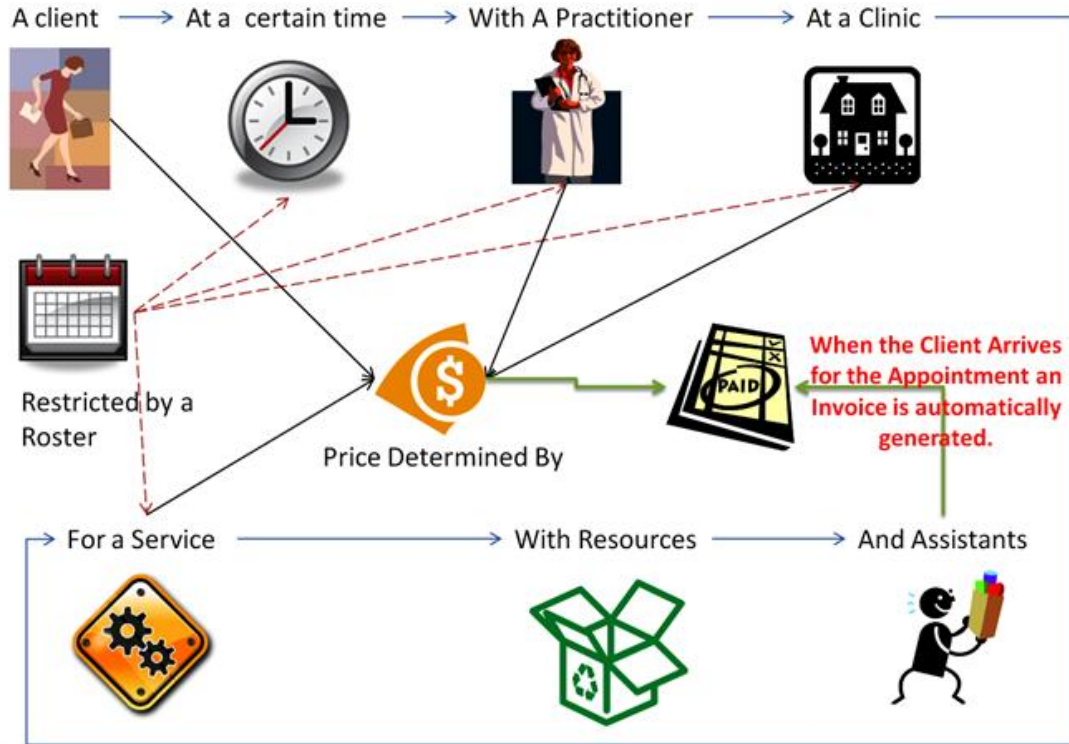 A client
At a certain time
With A Practitioner
At a Clinic
Restricted by a
Roster
Price Determined By
PAID
When the Client Arrives
for the Appointment an
Invoice is automatically
generated.
For a Service
With Resources
And Assistants